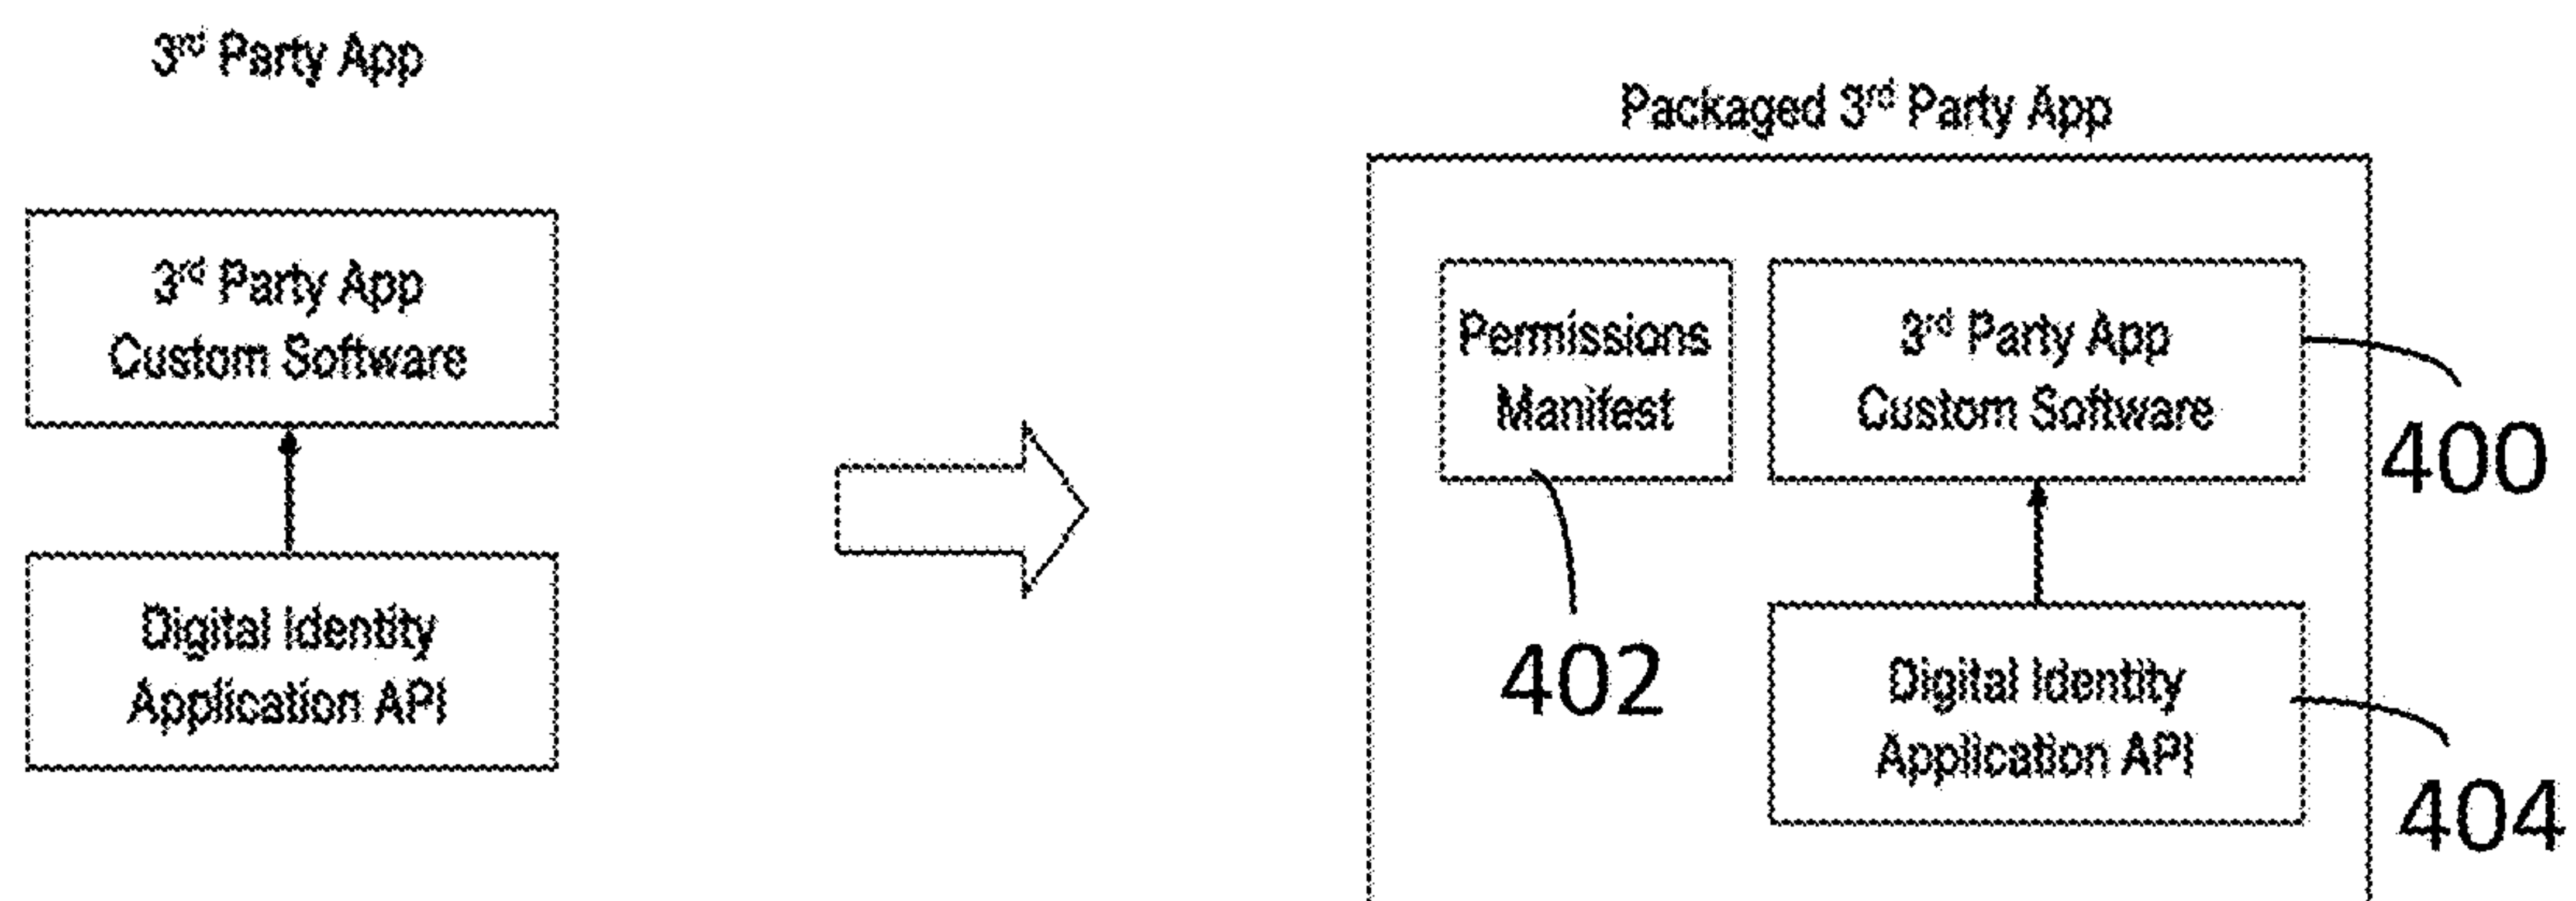 3rd Party App
3rd Party App
Custom Software
Digital Identity
Application API
Packaged 3rd Party App
Permissions
Manifest
3rd Party App
Custom Software
400
402
Digital Identity
Application API
404